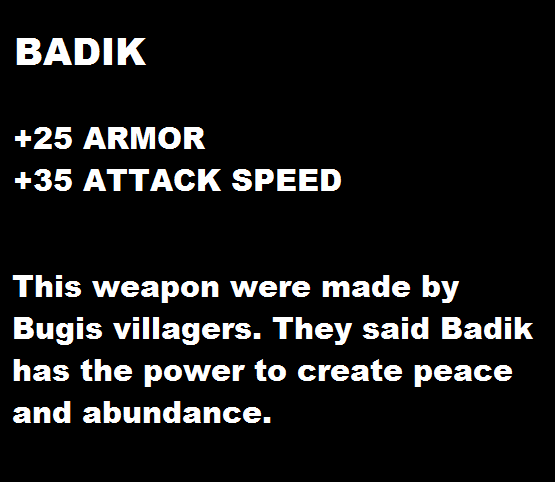 BADIK
+25 ARMOR
+35 ATTACK SPEED
This weapon were made by
Bugis villagers. They said Badik
has the power to create peace
and abundance.